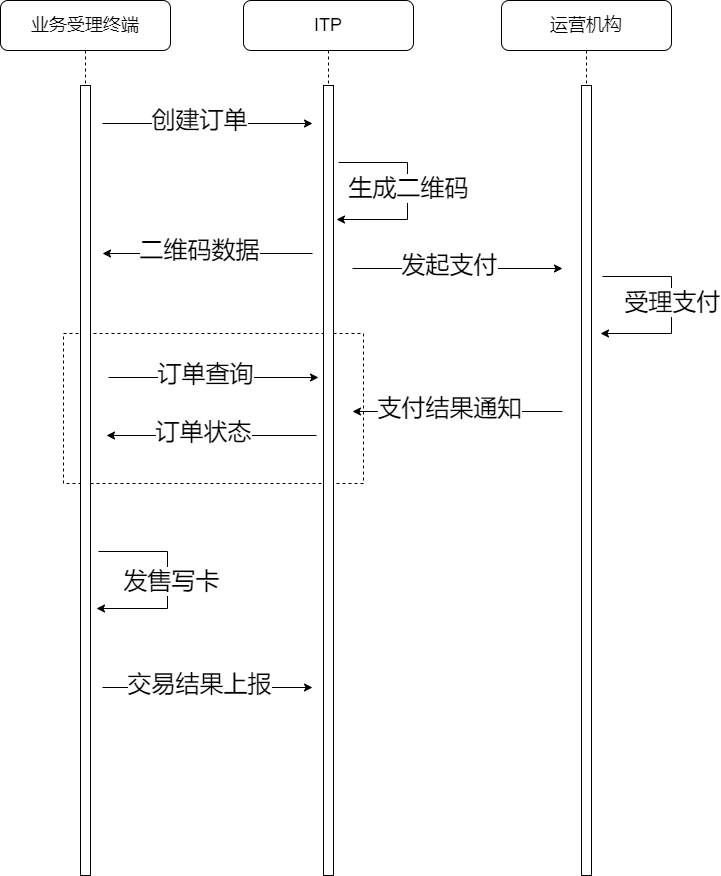 业务受理终端
ITP
运营机构
创建订单
生成二维码
二维码数据
发起支付
受理支付
订单查询
支付结果通知
订单状态
发售写卡
交易结果上报